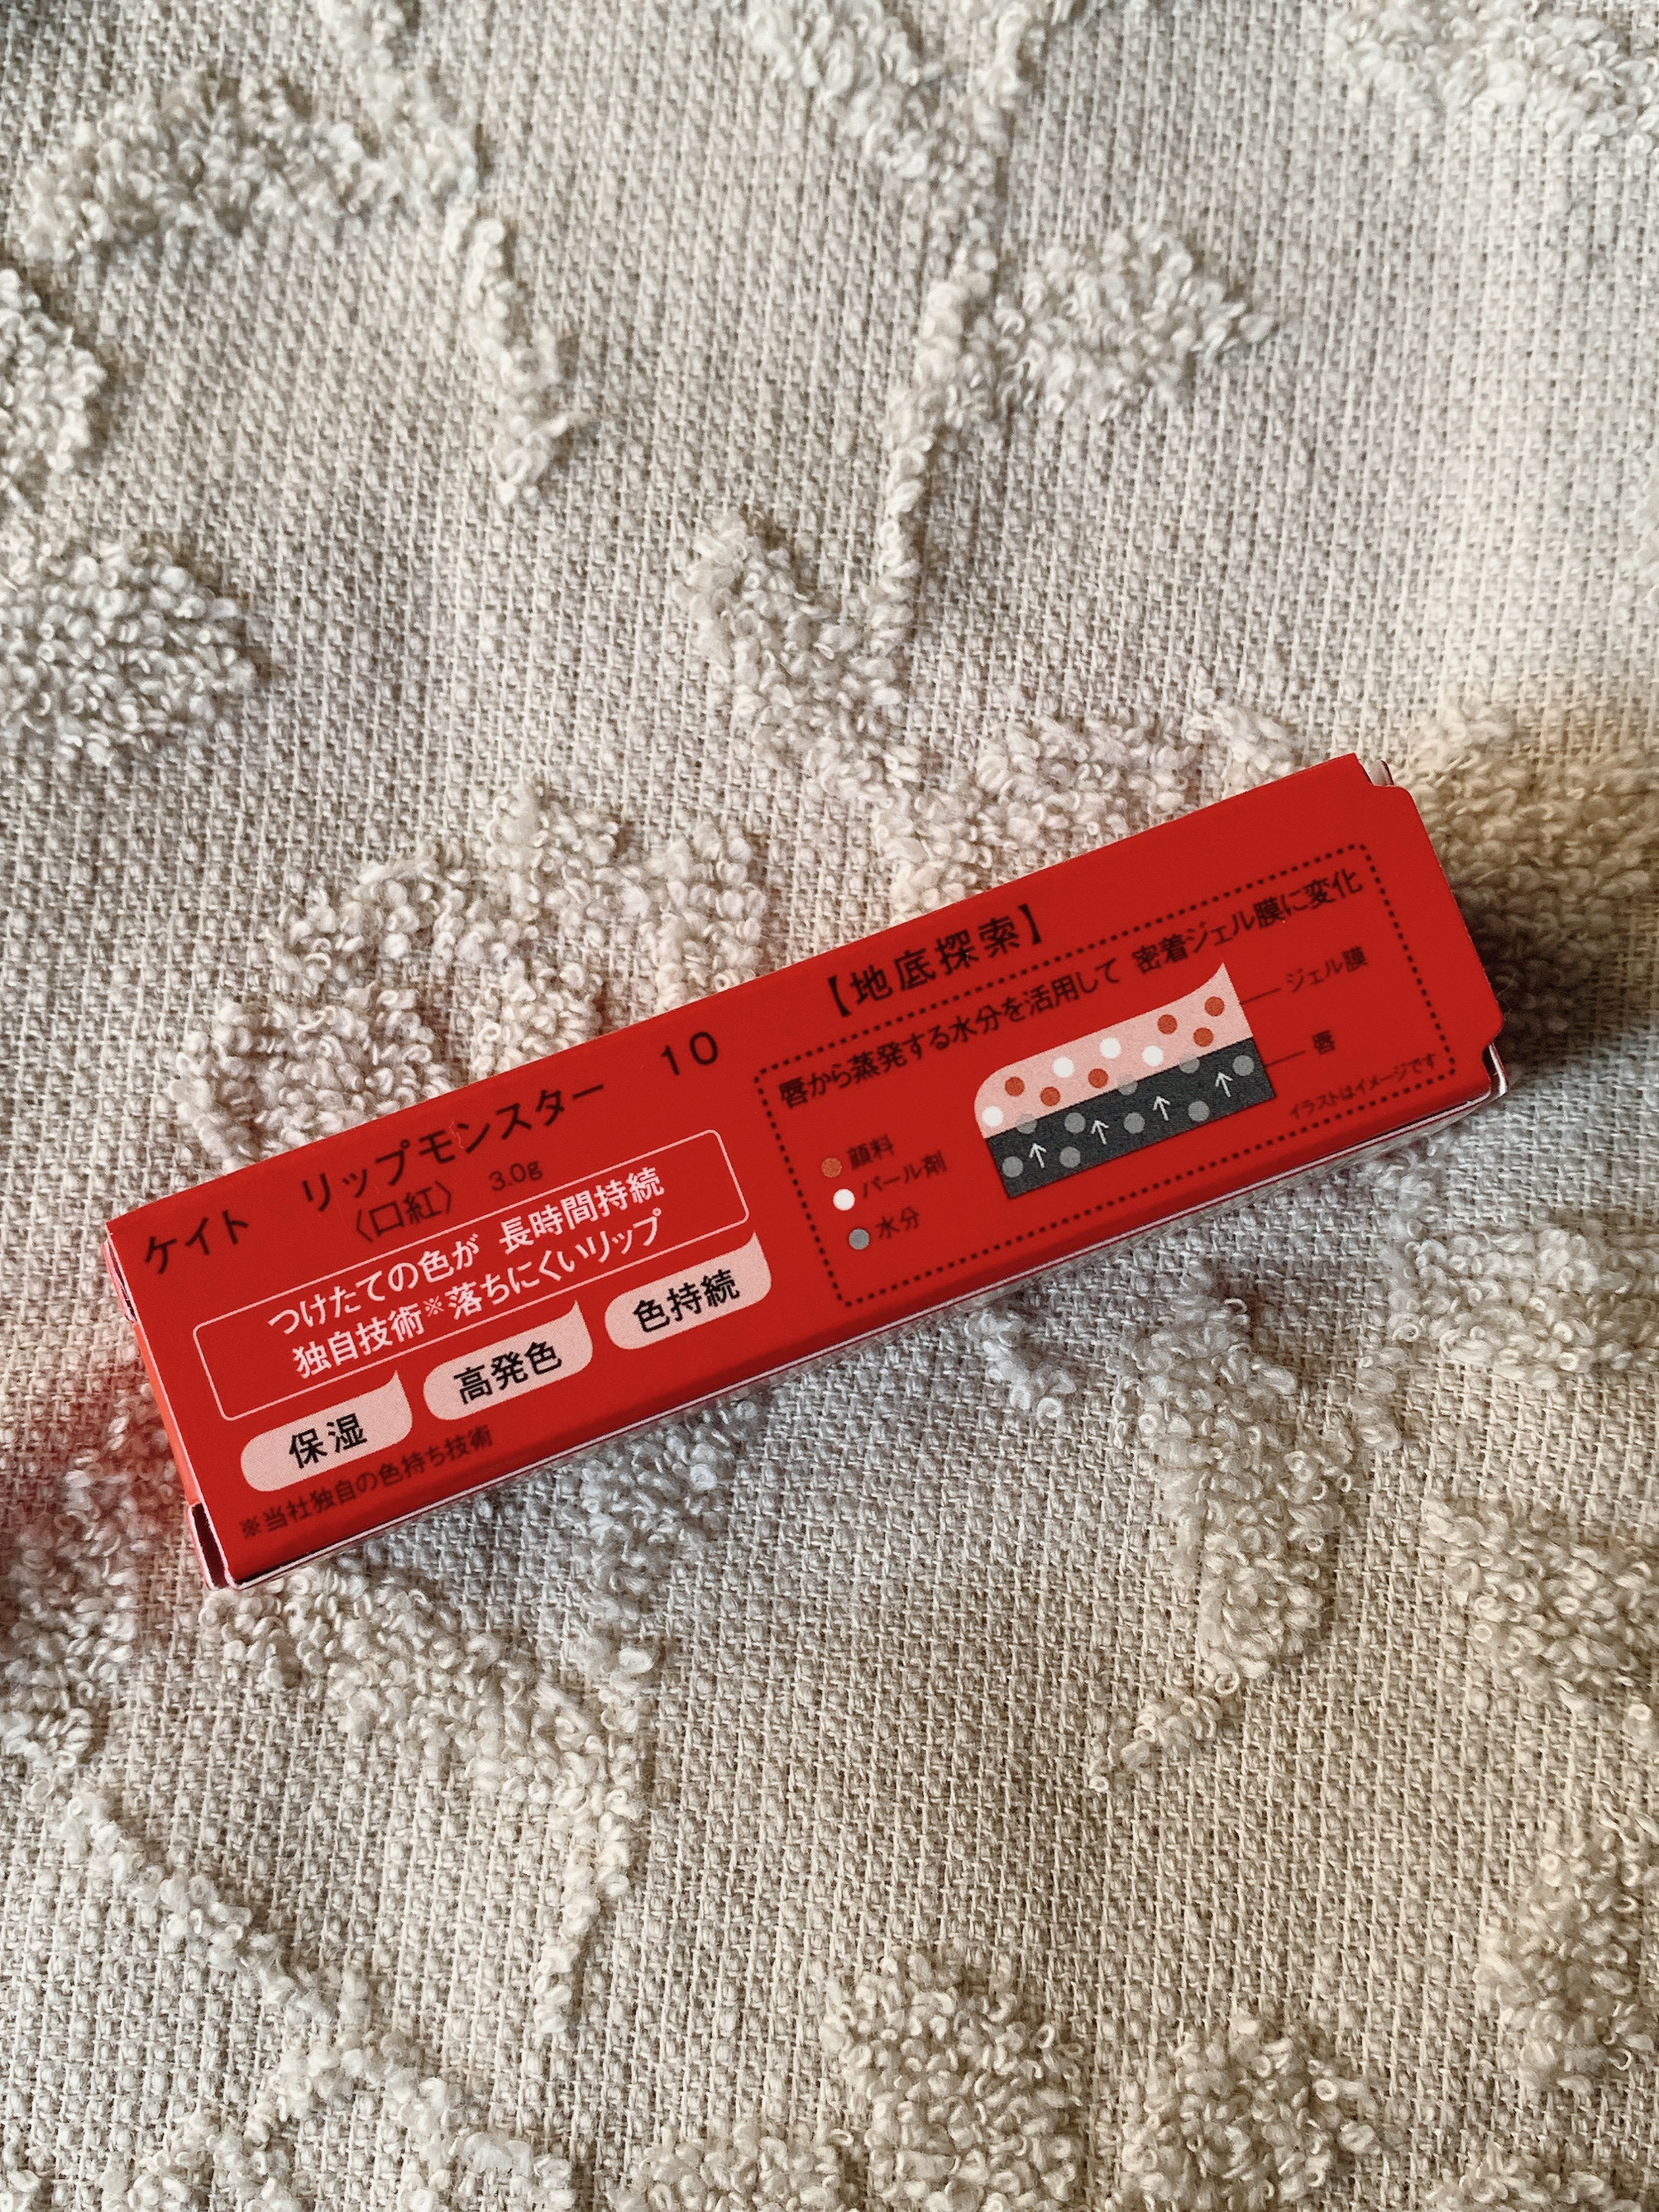 ケイト リップモンスター 10
〈口紅〉 3.0g
つけたての色が 長時間持続
独自技術※落ちにくいリップ
保湿 高発色 色持続
※当社独自の色持ち技術
【地底探索】
唇から蒸発する水分を活用して 密着ジェル膜に変化
ジェル膜
唇
顔料
パール剤
水分
イラストはイメージです